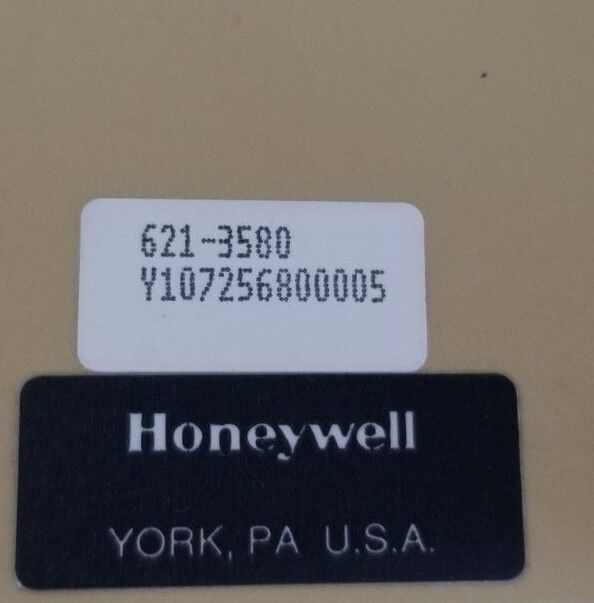 621-3580
Y107256800005
Honeywell
YORK, PA U.S.A.